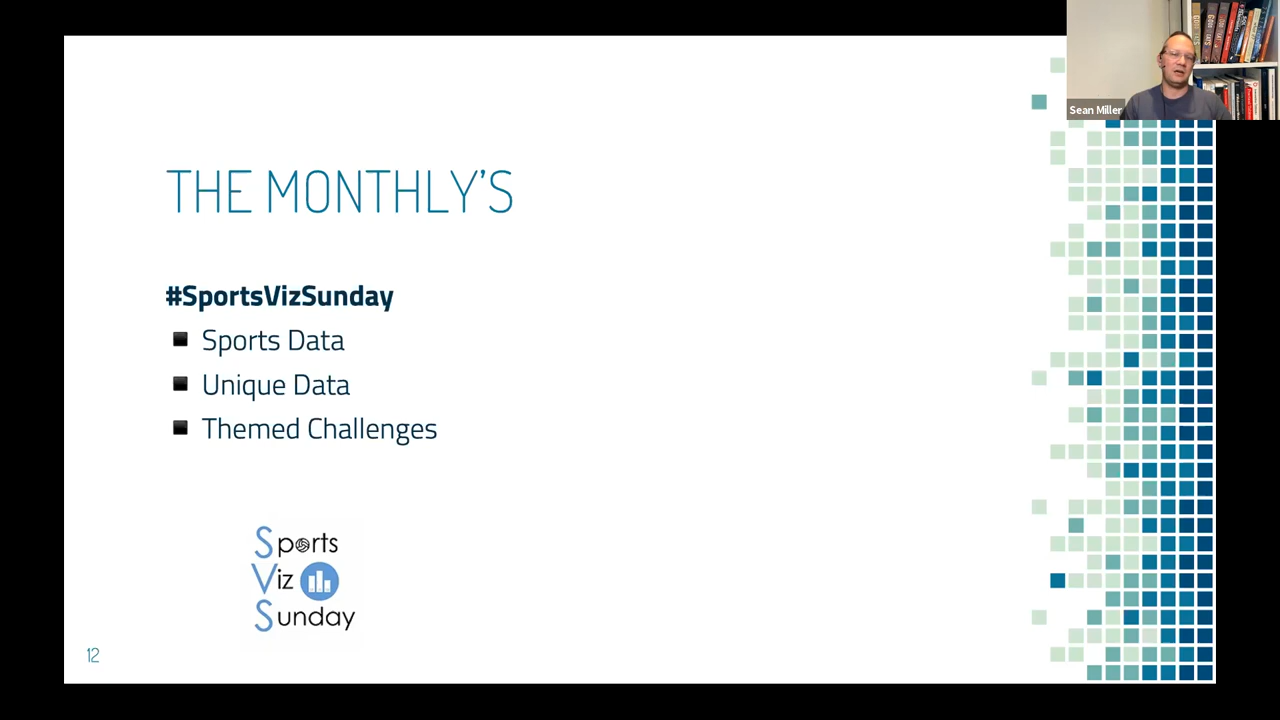 THE MONTHLY'S
#SportsVizSunday
Sports Data
Unique Data
Themed Challenges
Sports
Viz
Sunday
12
Sean Miller